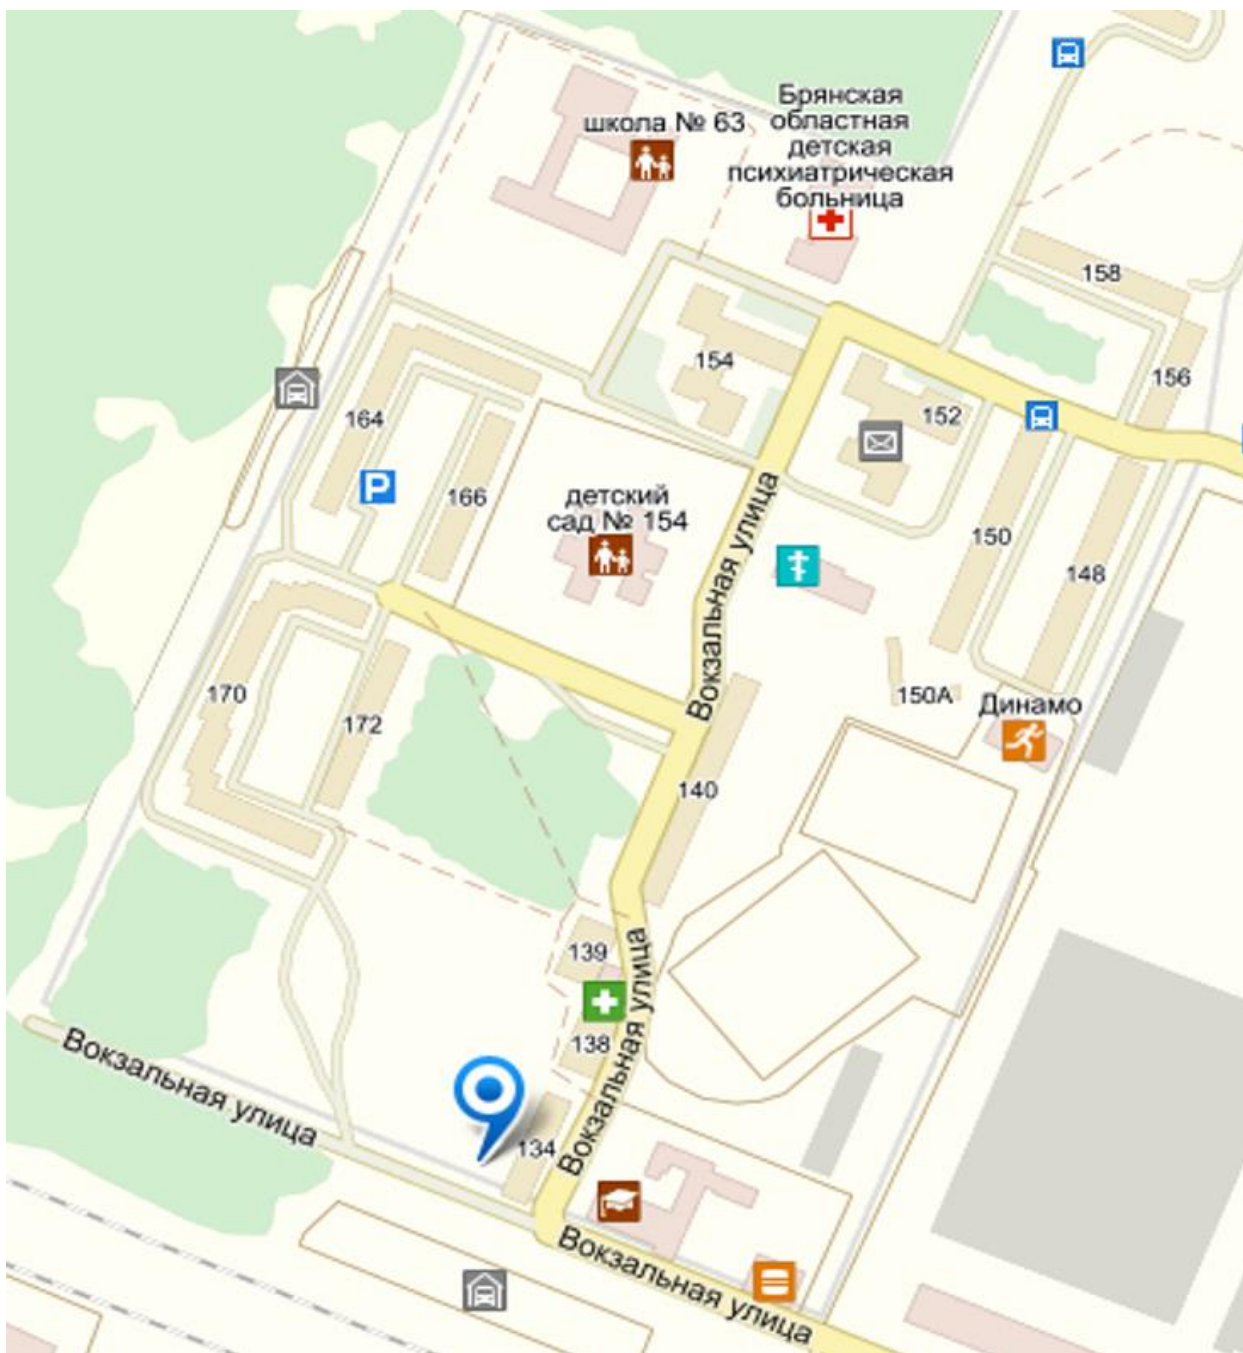 школа № 63
Брянская
областная
детская
психиатрическая
больница
158
154
156
152
164
P
166
детский
сад № 154
150
148
Вокзальная улица
170
172
150А
Динамо
140
139
138
Вокзальная улица
Вокзальная улица
134
Вокзальная улица